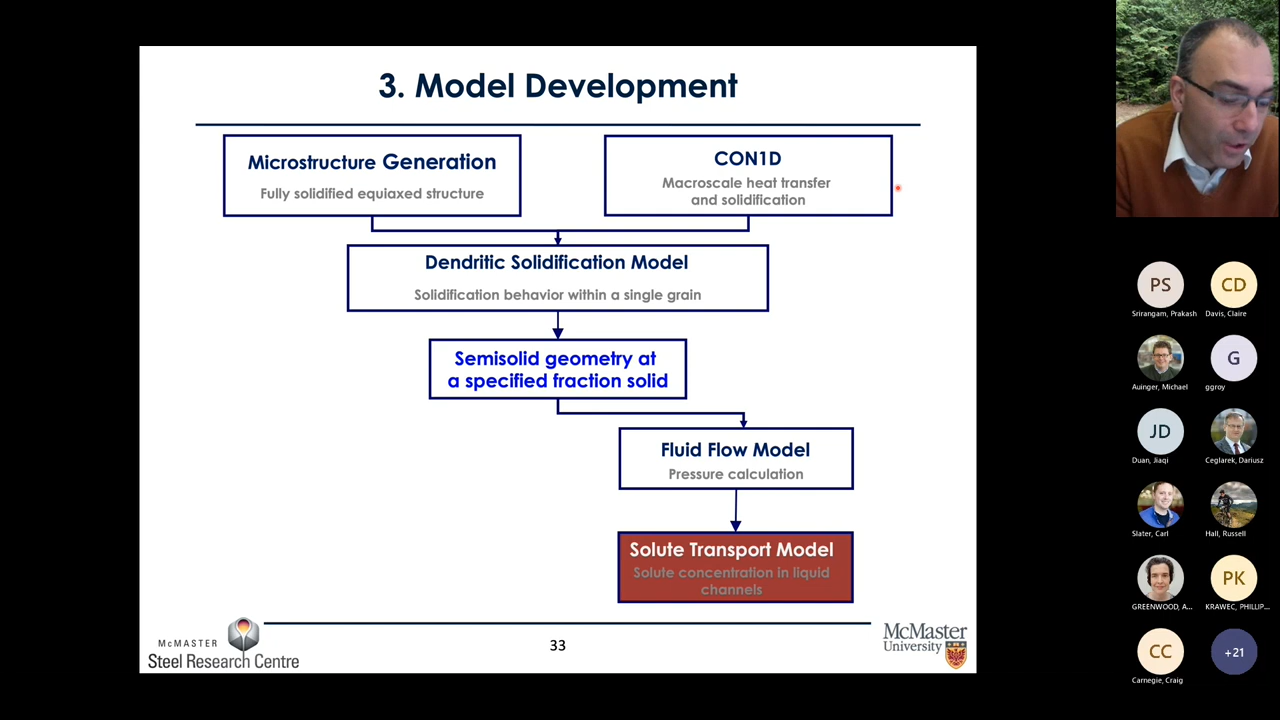 3. Model Development
Microstructure Generation
Fully solidified equiaxed structure
CON1D
Macroscale heat transfer
and solidification
Dendritic Solidification Model
Solidification behavior within a single grain
Semisolid geometry at
a specified fraction solid
Fluid Flow Model
Pressure calculation
Solute Transport Model
Solute concentration in liquid
channels
McMASTER
Steel Research Centre
33
McMaster
University
PS
Srirangam, Prakash
CD
Davis, Claire
Auinger, Michael
G
ggroy
JD
Duan, Jiaqi
Ceglarek, Dariusz
Slater, Carl
Hall, Russell
GREENWOOD, A...
PK
KRAWEC, PHILLIP...
CC
Carnegie, Craig
+21